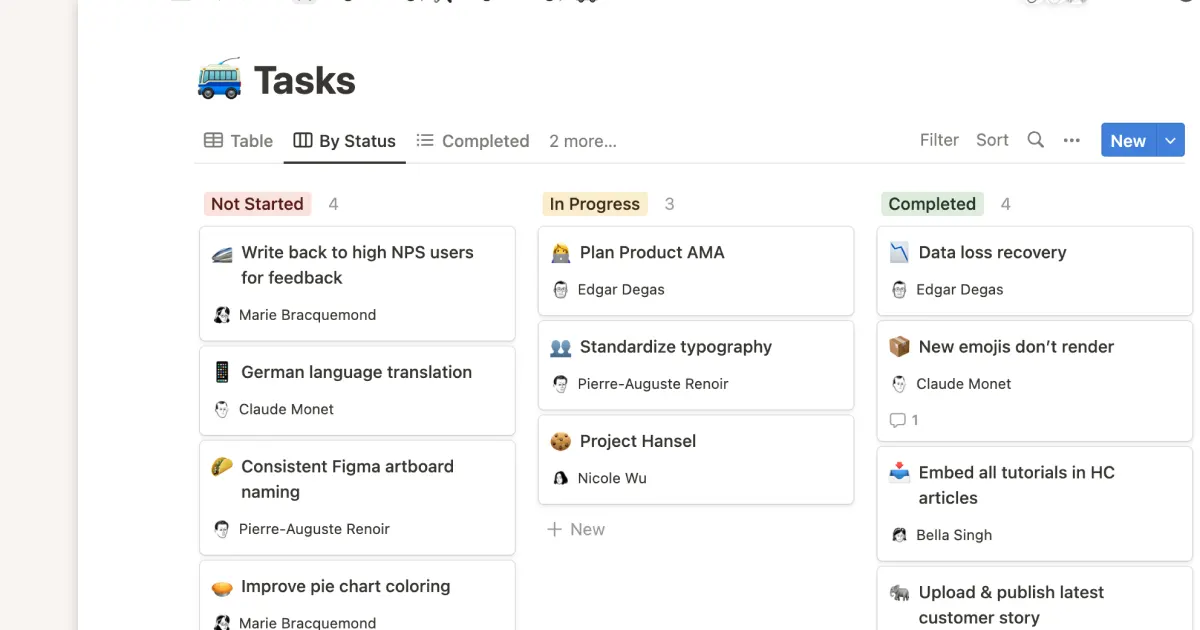 Tasks
Table
By Status
Completed
2 more...
Filter
Sort
New
Not Started 4
Write back to high NPS users
for feedback
Marie Bracquemond
German language translation
Claude Monet
Consistent Figma artboard
naming
Pierre-Auguste Renoir
Improve pie chart coloring
Marie Bracquemond
In Progress 3
Plan Product AMA
Edgar Degas
Standardize typography
Pierre-Auguste Renoir
Project Hansel
Nicole Wu
New
Completed 4
Data loss recovery
Edgar Degas
New emojis don’t render
Claude Monet
1
Embed all tutorials in HC
articles
Bella Singh
Upload & publish latest
customer story